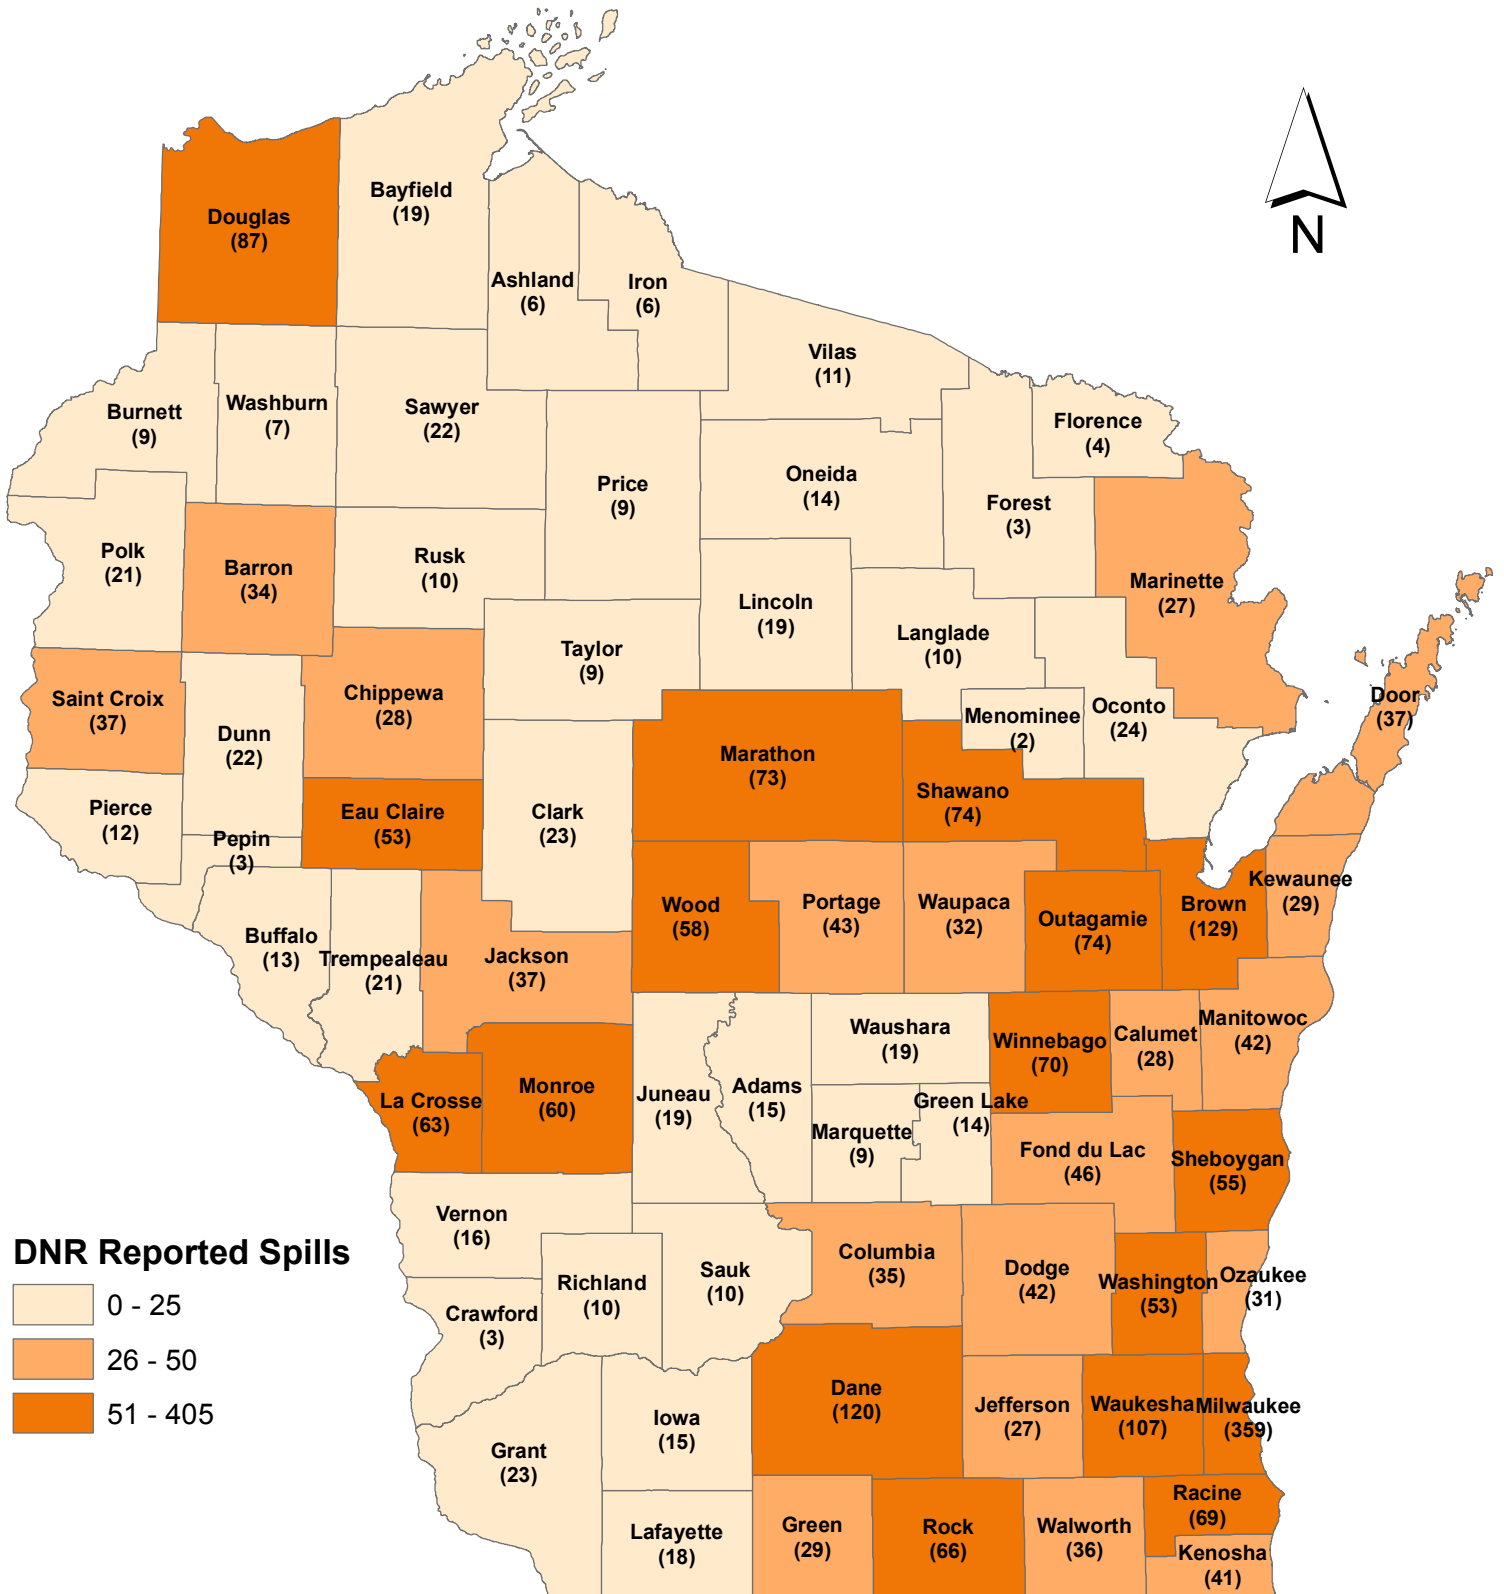 N
Bayfield
(19)
Douglas
(87)
Ashland
(6)
Iron
(6)
Vilas
(11)
Burnett
(9)
Washburn
(7)
Sawyer
(22)
Florence
(4)
Price
(9)
Oneida
(14)
Forest
(3)
Polk
(21)
Barron
(34)
Rusk
(10)
Marinette
(27)
Lincoln
(19)
Langlade
(10)
Taylor
(9)
Saint Croix
(37)
Chippewa
(28)
Dunn
(22)
Menominee
(2)
Oconto
(24)
Door
(37)
Marathon
(73)
Shawano
(74)
Pierce
(12)
Pepin
(3)
Eau Claire
(53)
Clark
(23)
Wood
(58)
Portage
(43)
Waupaca
(32)
Outagamie
(74)
Brown
(129)
Kewaunee
(29)
Buffalo
(13)
Trempealeau
(21)
Jackson
(37)
Waushara
(19)
Winnebago
(70)
Calumet
(28)
Manitowoc
(42)
La Crosse
(63)
Monroe
(60)
Juneau
(19)
Adams
(15)
Marquette
(9)
Green Lake
(14)
Fond du Lac
(46)
Sheboygan
(55)
Vernon
(16)
Richland
(10)
Sauk
(10)
Columbia
(35)
Dodge
(42)
Washington
(53)
Ozaukee
(31)
Crawford
(3)
Dane
(120)
Jefferson
(27)
Waukesha
(107)
Milwaukee
(359)
Grant
(23)
Iowa
(15)
Lafayette
(18)
Green
(29)
Rock
(66)
Walworth
(36)
Racine
(69)
Kenosha
(41)
DNR Reported Spills
0 - 25
26 - 50
51 - 405